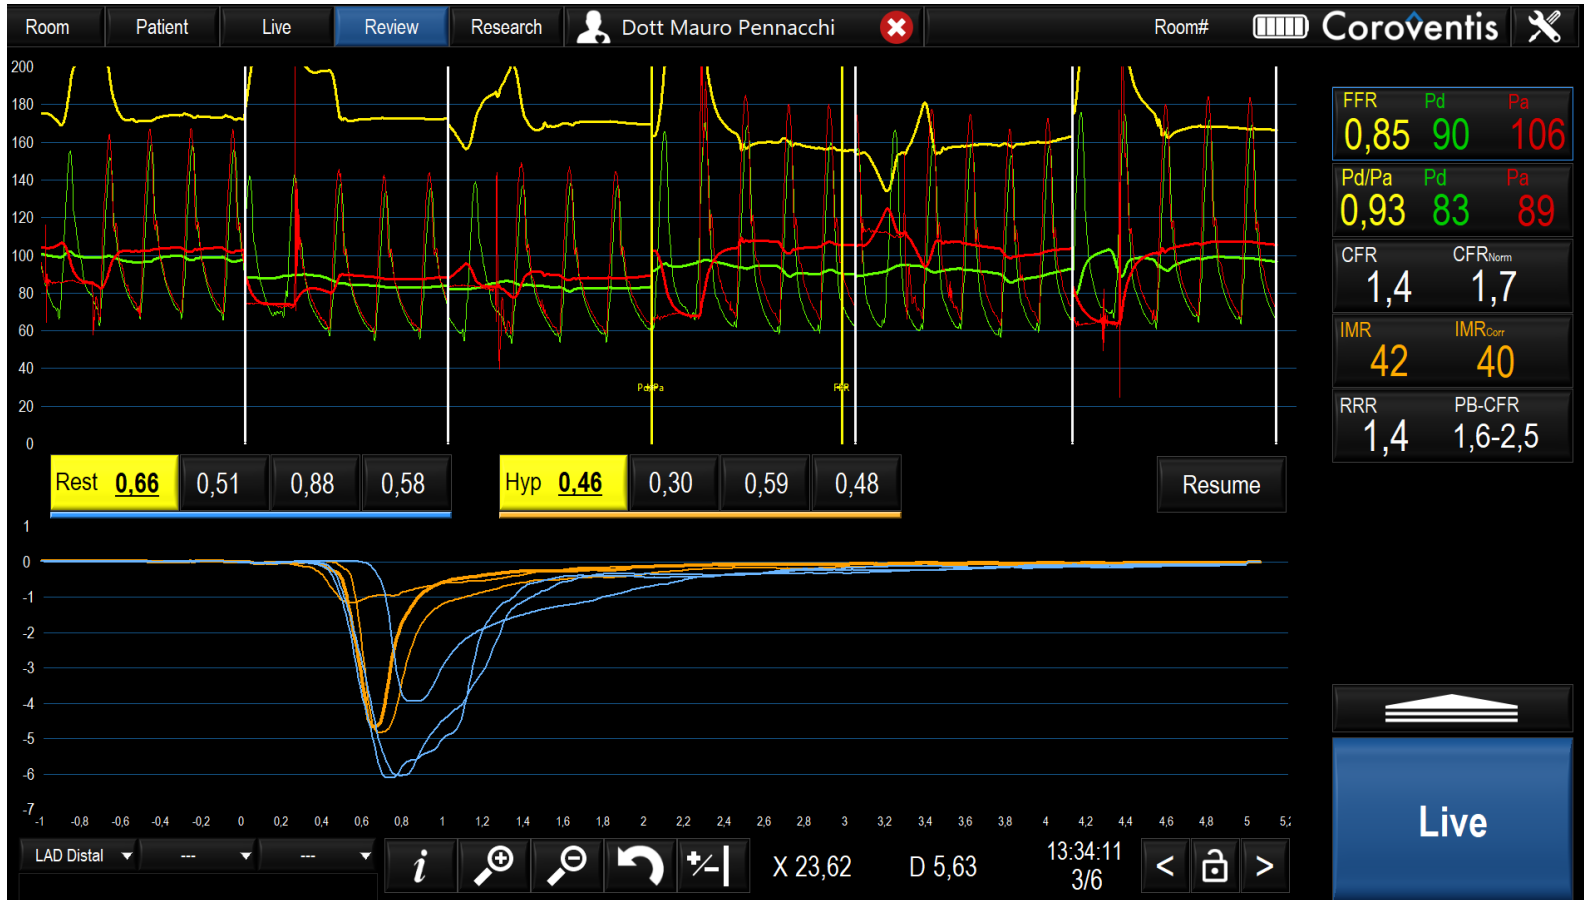 Room Patient Live Review Research Dott Mauro Pennacchi Room# Coroventis
200
180
160
140
120
100
80
60
40
20
0
Pd/Pa FFR
FFR Pd Pa
0,85 90 106
Pd/Pa Pd Pa
0,93 83 89
CFR CFRNorm
1,4 1,7
IMR IMRCorr
42 40
RRR PB-CFR
1,4 1,6-2,5
Rest 0,66 0,51 0,88 0,58 Hyp 0,46 0,30 0,59 0,48 Resume
1
0
-1
-2
-3
-4
-5
-6
-7
-1 -0,8 -0,6 -0,4 -0,2 0 0,2 0,4 0,6 0,8 1 1,2 1,4 1,6 1,8 2 2,2 2,4 2,6 2,8 3 3,2 3,4 3,6 3,8 4 4,2 4,4 4,6 4,8 5 5,2
LAD Distal --- --- i +/- X 23,62 D 5,63 13:34:11 < >
3/6
Live